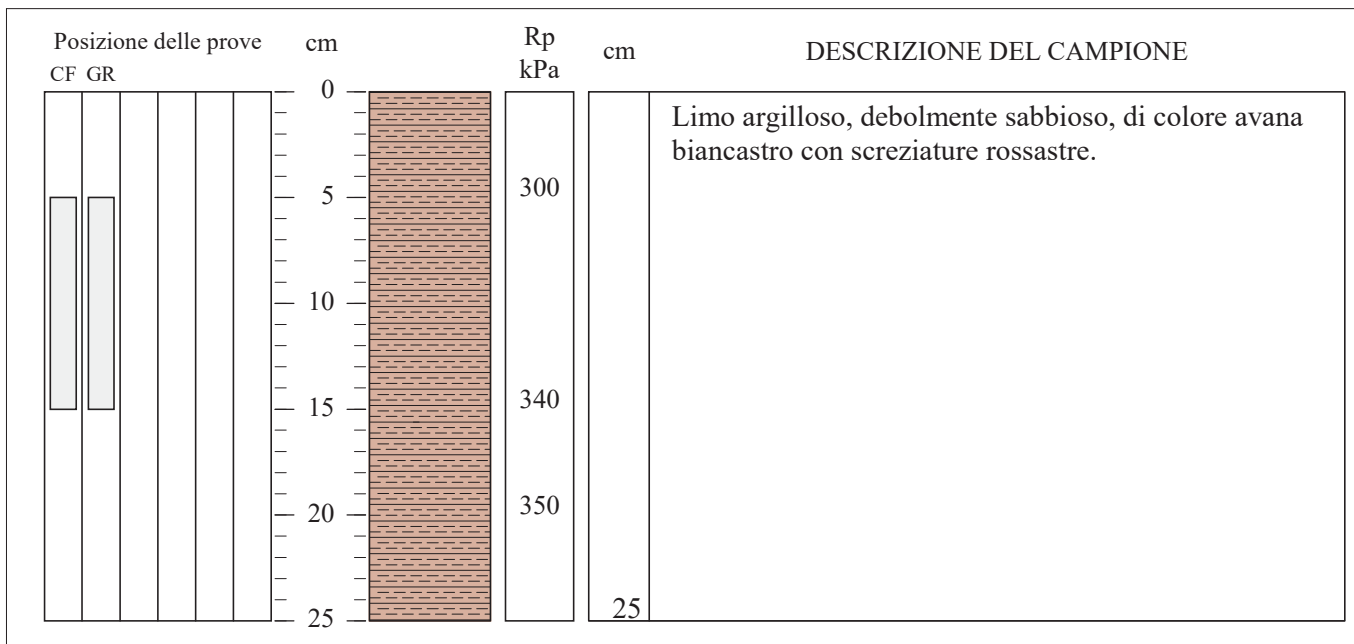 Posizione delle prove
CF GR
cm
Rp
kPa
cm
DESCRIZIONE DEL CAMPIONE
0
5
10
15
20
25
300
340
350
25
Limo argilloso, debolmente sabbioso, di colore avana
biancastro con screziature rossastre.